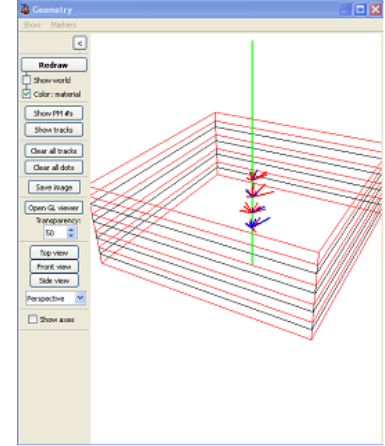 Geometry
Show Markers
<
Redraw
Show world
Color: material
Show PM #s
Show tracks
Clear all tracks
Clear all dots
Save image
Open GL viewer
Transparency:
50
Top view
Front view
Side view
Perspective
Show axes